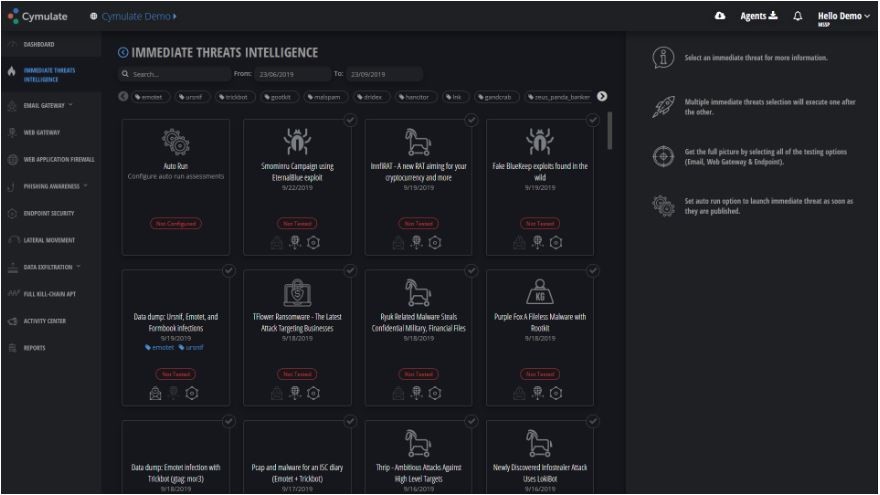 Cymulate
Cymulate Demo
Agents
Hello Demo
MSSP
DASHBOARD
IMMEDIATE THREATS
INTELLIGENCE
EMAIL GATEWAY
WEB GATEWAY
WEB APPLICATION FIREWALL
PHISHING AWARENESS
ENDPOINT SECURITY
LATERAL MOVEMENT
DATA EXFILTRATION
FULL KILL-CHAIN APT
ACTIVITY CENTER
REPORTS
IMMEDIATE THREATS INTELLIGENCE
Search...
From: 23/06/2019 To: 23/09/2019
emotet ursnif trickbot gootkit malspam dridex hancitor lnk gandcrab zeus_panda_banker
Auto Run
Configure auto run assessments
Not Configured
Smominru Campaign using
EternalBlue exploit
9/22/2019
Not Tested
InnfiRAT - A new RAT aiming for your
cryptocurrency and more
9/19/2019
Not Tested
Fake BlueKeep exploits found in the
wild
9/19/2019
Not Tested
Data dump: Ursnif, Emotet, and
Formbook infections
9/19/2019
emotet ursnif
Not Tested
TFlower Ransomware - The Latest
Attack Targeting Businesses
9/18/2019
Not Tested
Ryuk Related Malware Steals
Confidential Military, Financial Files
9/18/2019
Not Tested
KG
Purple Fox A Fileless Malware with
Rootkit
9/18/2019
Not Tested
Data dump: Emotet infection with
Trickbot (gtag: mor3)
9/18/2019
Pcap and malware for an ISC diary
(Emotet + Trickbot)
9/17/2019
Thrip - Ambitious Attacks Against
High Level Targets
9/16/2019
Newly Discovered Infostealer Attack
Uses LokiBot
9/16/2019
Select an immediate threat for more information.
Multiple immediate threats selection will execute one after
the other.
Get the full picture by selecting all of the testing options
(Email, Web Gateway & Endpoint).
Set auto run option to launch immediate threat as soon as
they are published.